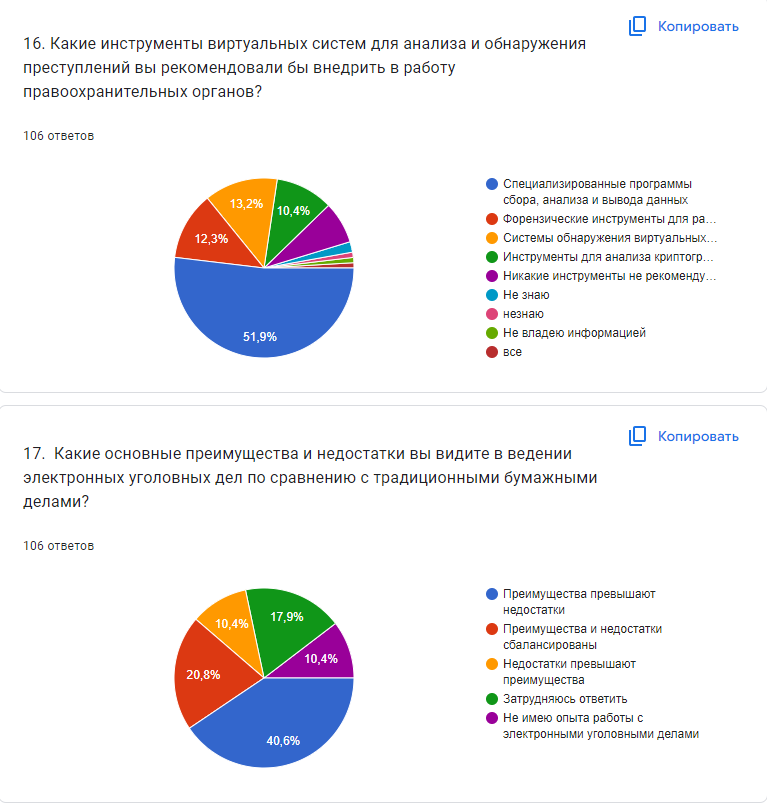 Копировать
16. Какие инструменты виртуальных систем для анализа и обнаружения
преступлений вы рекомендовали бы внедрить в работу
правоохранительных органов?
106 ответов
13,2%
10,4%
12,3%
51,9%
Специализированные программы
сбора, анализа и вывода данных
Форензические инструменты для ра…
Системы обнаружения виртуальных…
Инструменты для анализа криптогр…
Никакие инструменты не рекоменду…
Не знаю
незнаю
Не владею информацией
все
Копировать
17.  Какие основные преимущества и недостатки вы видите в ведении
электронных уголовных дел по сравнению с традиционными бумажными
делами?
106 ответов
17,9%
10,4%
10,4%
20,8%
40,6%
Преимущества превышают
недостатки
Преимущества и недостатки
сбалансированы
Недостатки превышают
преимущества
Затрудняюсь ответить
Не имею опыта работы с
электронными уголовными делами